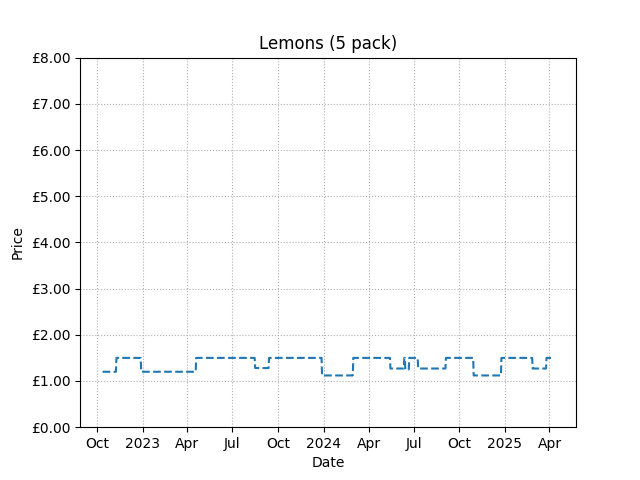 Lemons (5 pack)
£8.00
£7.00
£6.00
£5.00
£4.00
£3.00
£2.00
£1.00
£0.00
Price
Oct 2023 Apr Jul Oct 2024 Apr Jul Oct 2025 Apr
Date